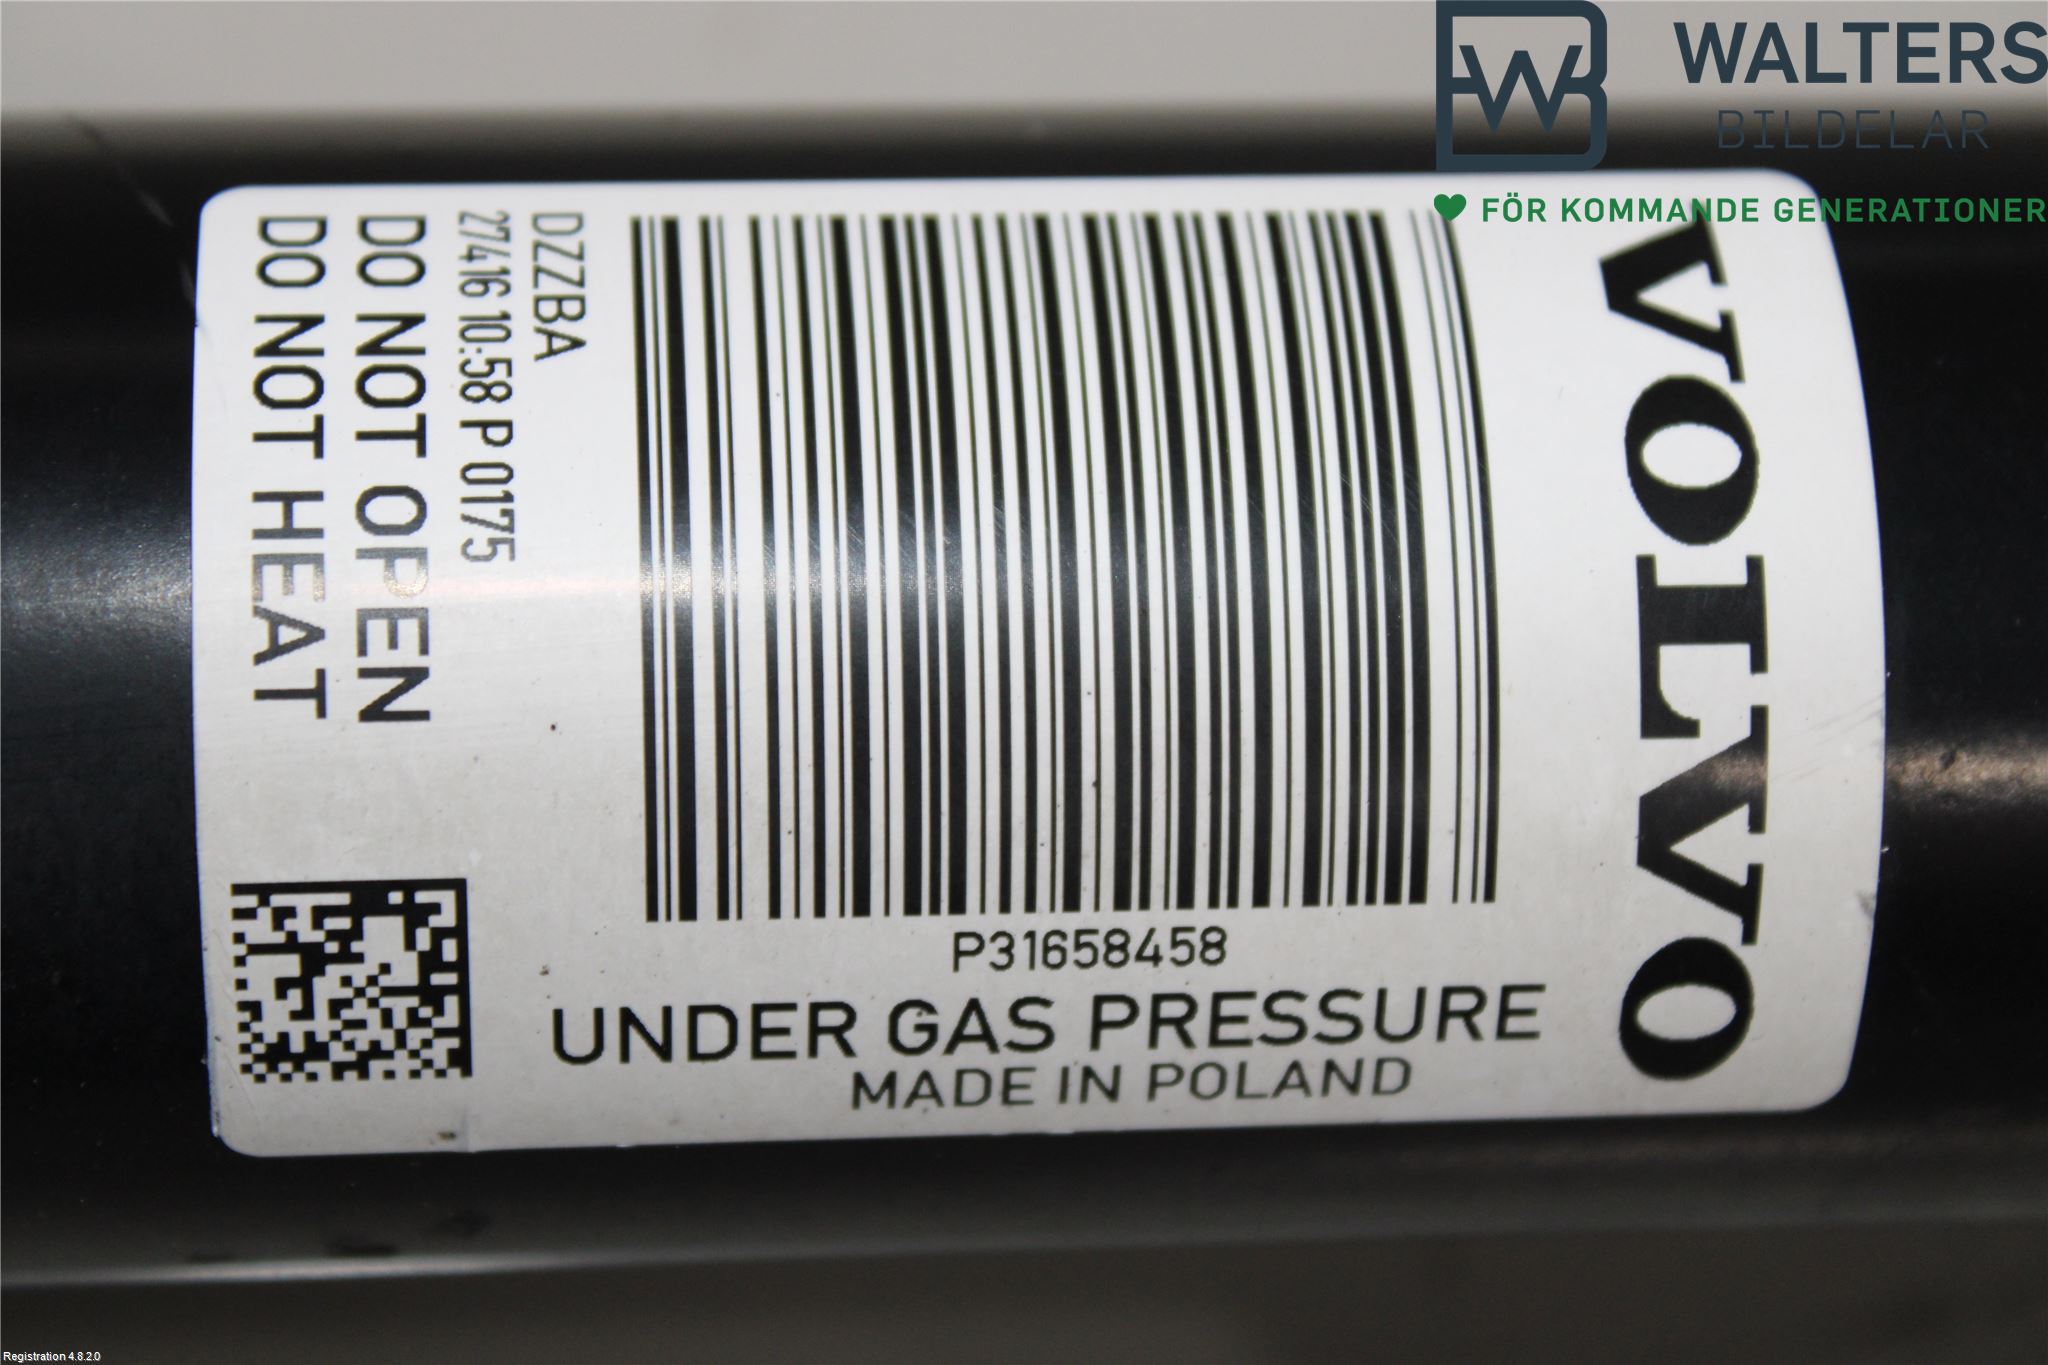 WALTERS
BILDELAR
FÖR KOMMANDE GENERATIONER
VOLVO
DZZBA
27416 10:58 P 0175
DO NOT OPEN
DO NOT HEAT
P31658458
UNDER GAS PRESSURE
MADE IN POLAND
Registration 4.8.2.0